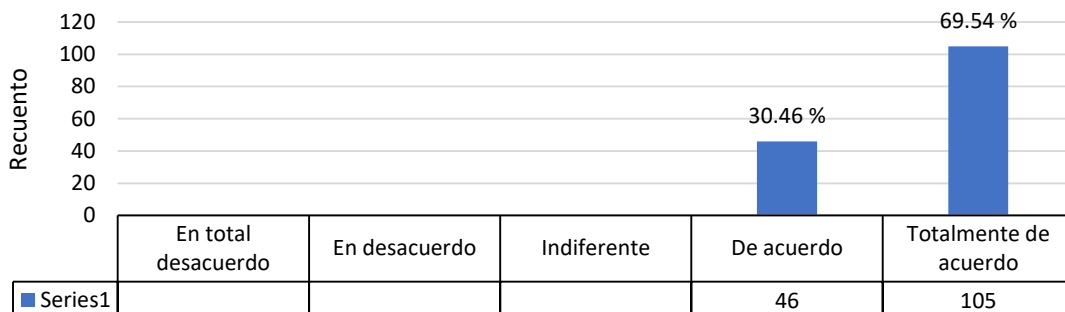 69.54 %
30.46 %
Recuento
120
100
80
60
40
20
0
En total desacuerdo
En desacuerdo
Indiferente
De acuerdo
Totalmente de acuerdo
Series1
46
105